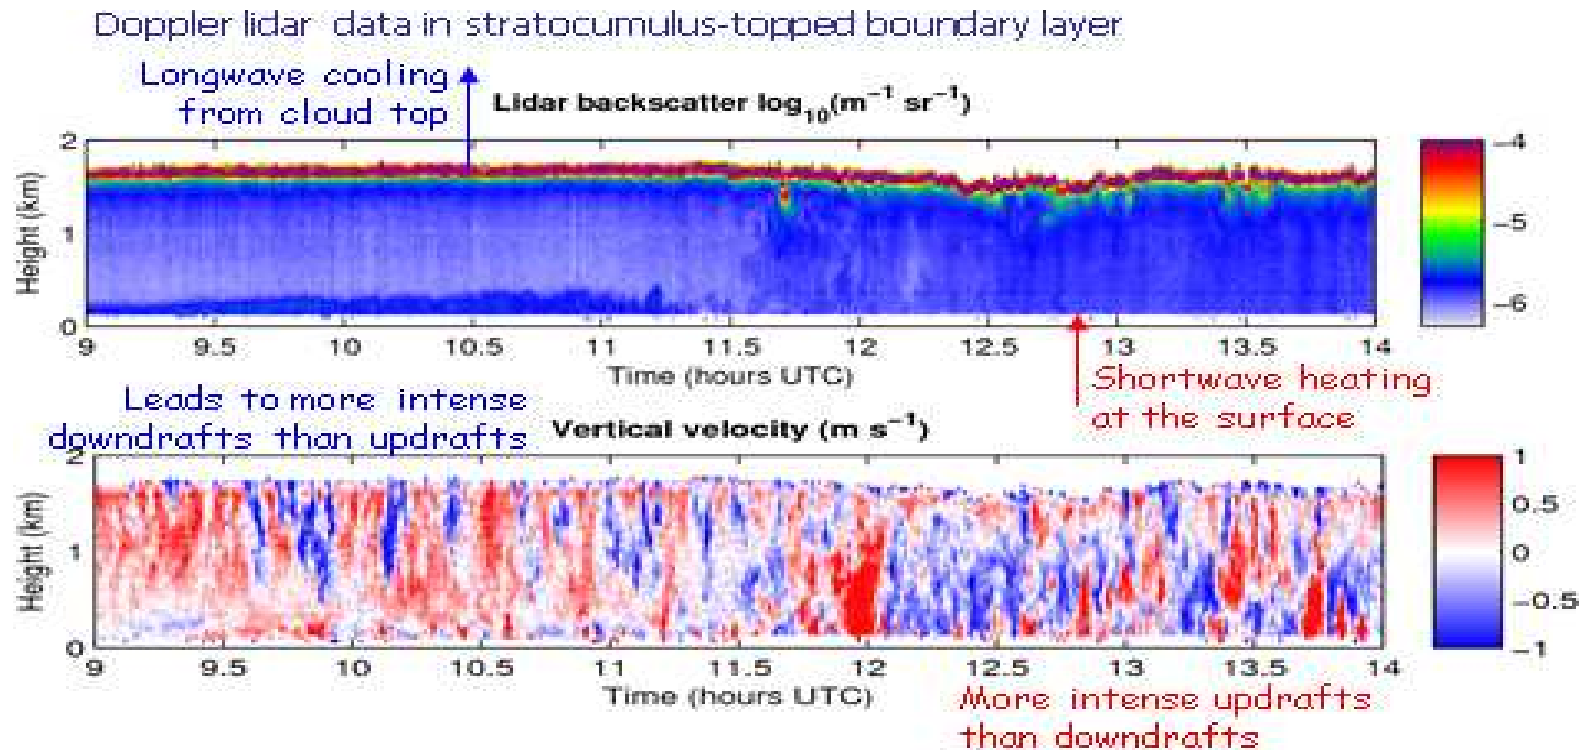 Doppler lidar data in stratocumulus-topped boundary layer
Longwave cooling
from cloud top
Lidar backscatter log10(m−1 sr−1)
Height (km)
2
1
0
9 9.5 10 10.5 11 11.5 12 12.5 13 13.5 14
Time (hours UTC)
−4
−5
−6
Shortwave heating
at the surface
Leads to more intense
downdrafts than updrafts
Vertical velocity (m s−1)
Height (km)
2
1
0
9 9.5 10 10.5 11 11.5 12 12.5 13 13.5 14
Time (hours UTC)
1
0.5
0
−0.5
−1
More intense updrafts
than downdrafts